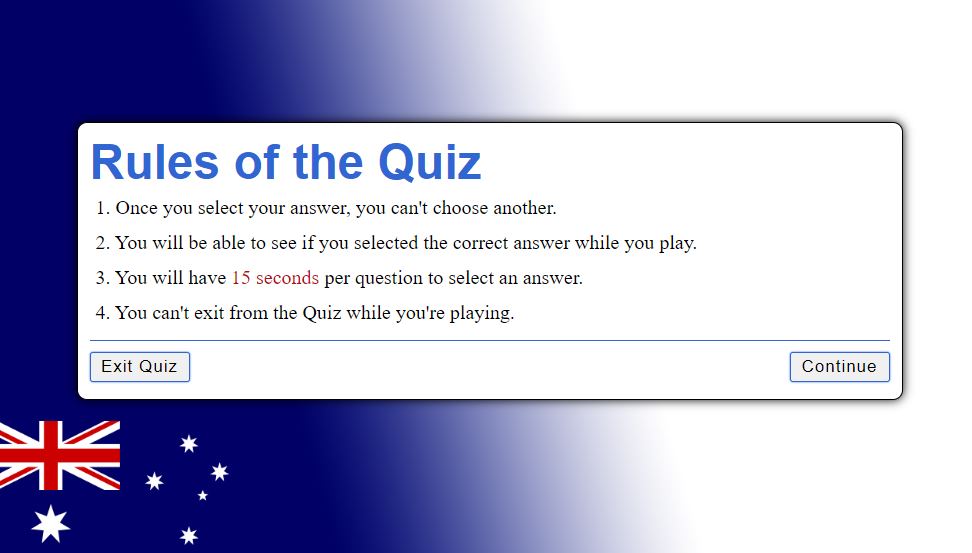 Rules of the Quiz
1. Once you select your answer, you can't choose another.
2. You will be able to see if you selected the correct answer while you play.
3. You will have 15 seconds per question to select an answer.
4. You can't exit from the Quiz while you're playing.
Exit Quiz
Continue